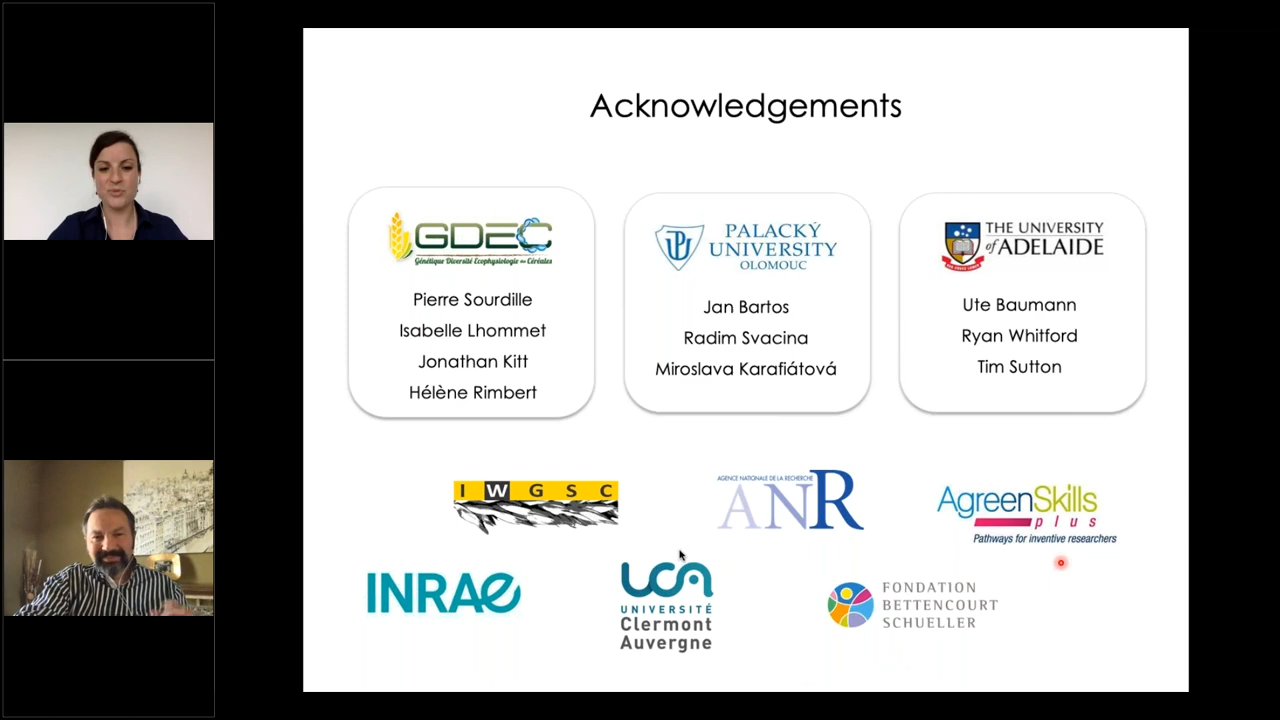 Acknowledgements
GDEC
Génétique Diversité Ecophysiologie des Céréales
Pierre Sourdille
Isabelle Lhommet
Jonathan Kitt
Hélène Rimbert
PALACKÝ
UNIVERSITY
OLOMOUC
Jan Bartos
Radim Svacina
Miroslava Karafiátová
THE UNIVERSITY
of ADELAIDE
Ute Baumann
Ryan Whitford
Tim Sutton
I W G S C
AGENCE NATIONALE DE LA RECHERCHE
ANR
AgreenSkills
plus
Pathways for inventive researchers
INRAE
UCA
UNIVERSITÉ
Clermont
Auvergne
FONDATION
BETTENCOURT
SCHUELLER